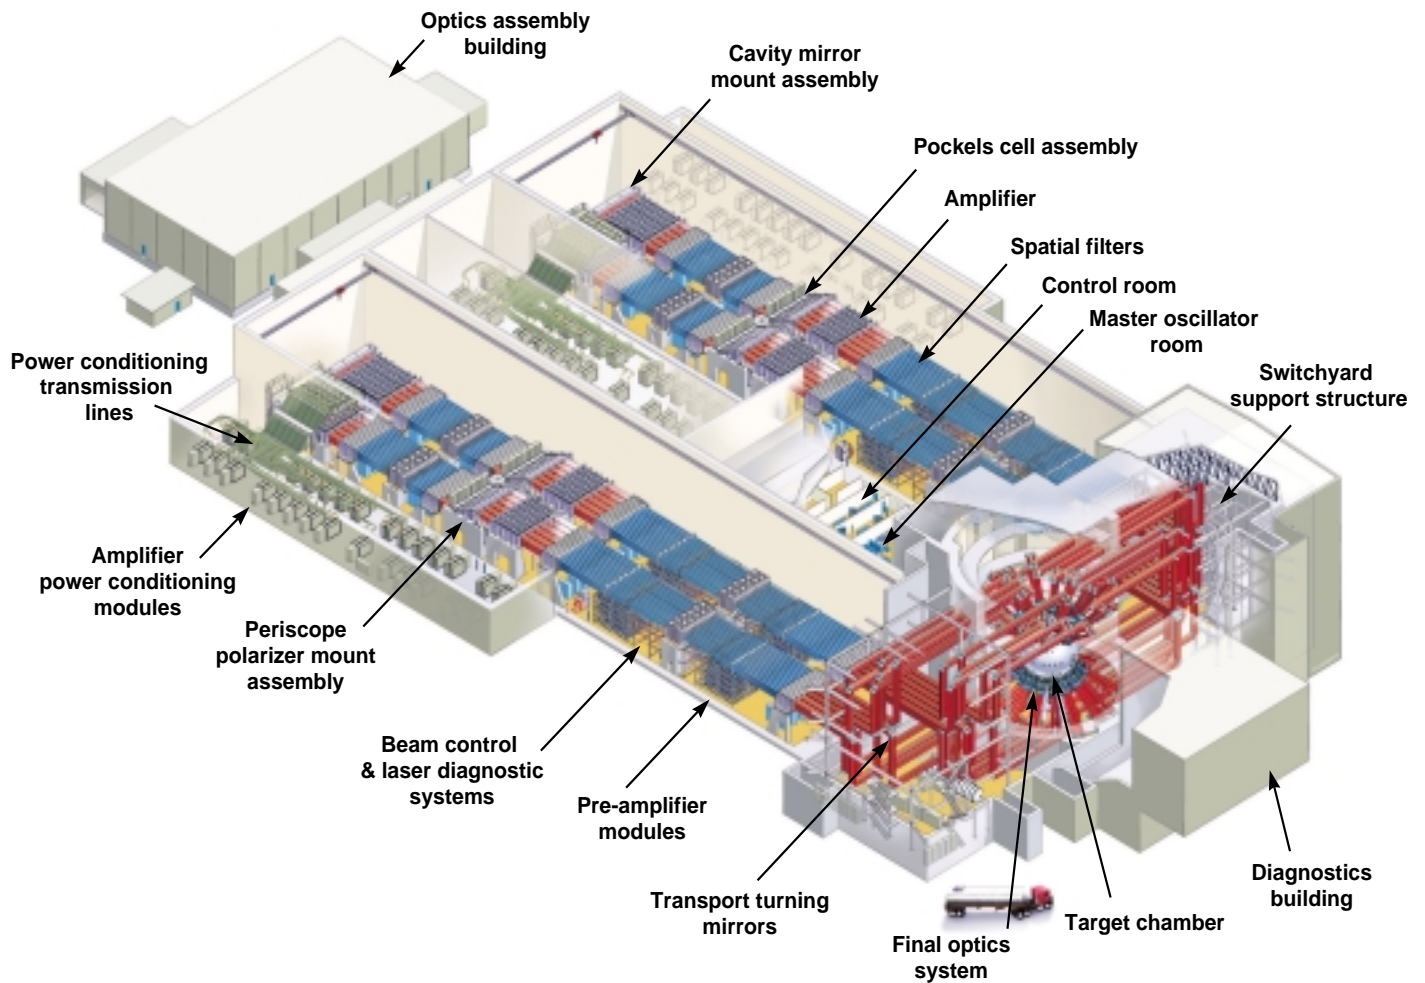 Optics assembly
building
Cavity mirror
mount assembly
Pockels cell assembly
Amplifier
Spatial filters
Control room
Master oscillator
room
Switchyard
support structure
Power conditioning
transmission
lines
Amplifier
power conditioning
modules
Periscope
polarizer mount
assembly
Beam control
& laser diagnostic
systems
Pre-amplifier
modules
Transport turning
mirrors
Final optics
system
Target chamber
Diagnostics
building